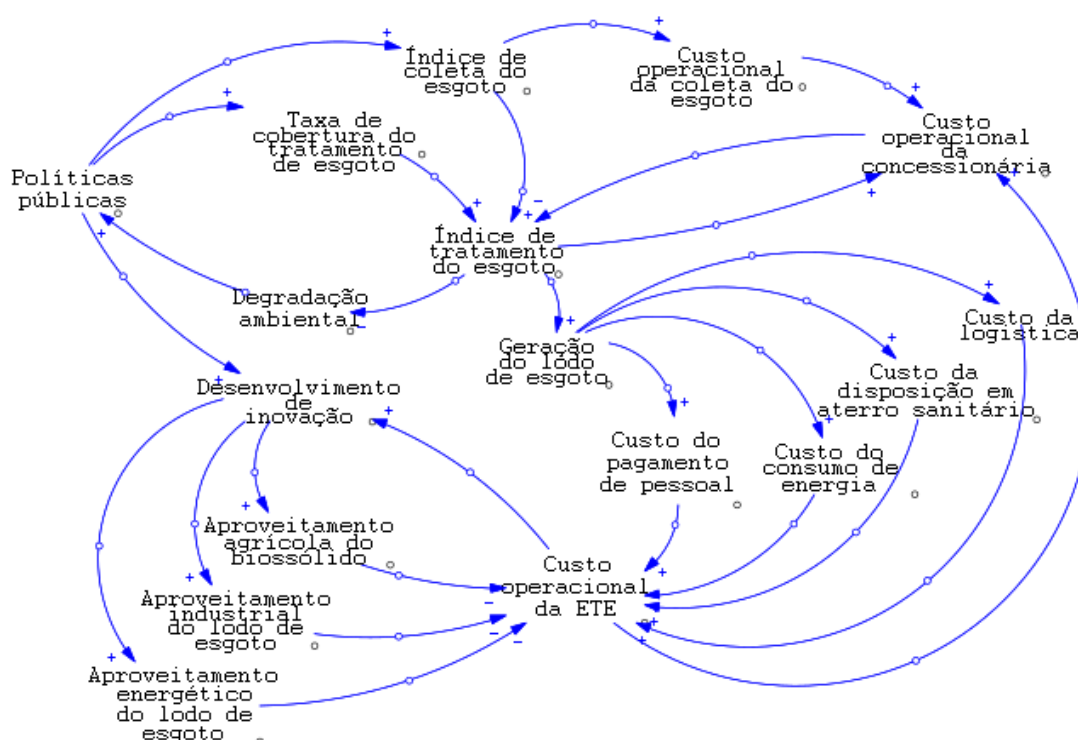 Índice de
coleta do
esgoto
Custo
operacional
da coleta do
esgoto
Taxa de
cobertura do
tratamento
de esgoto
Custo
operacional
da
concessionária
Políticas
públicas
Índice de
tratamento
do esgoto
Degradação
ambiental
Custo da
logística
Geração
do lodo
de esgoto
Custo da
disposição em
aterro sanitário
Desenvolvimento
de
inovação
Custo do
pagamento
de pessoal
Custo do
consumo de
energia
Aproveitamento
agrícola do
biossólido
Custo
operacional
da ETE
Aproveitamento
industrial
do lodo de
esgoto
Aproveitamento
energético
do lodo de
esgoto